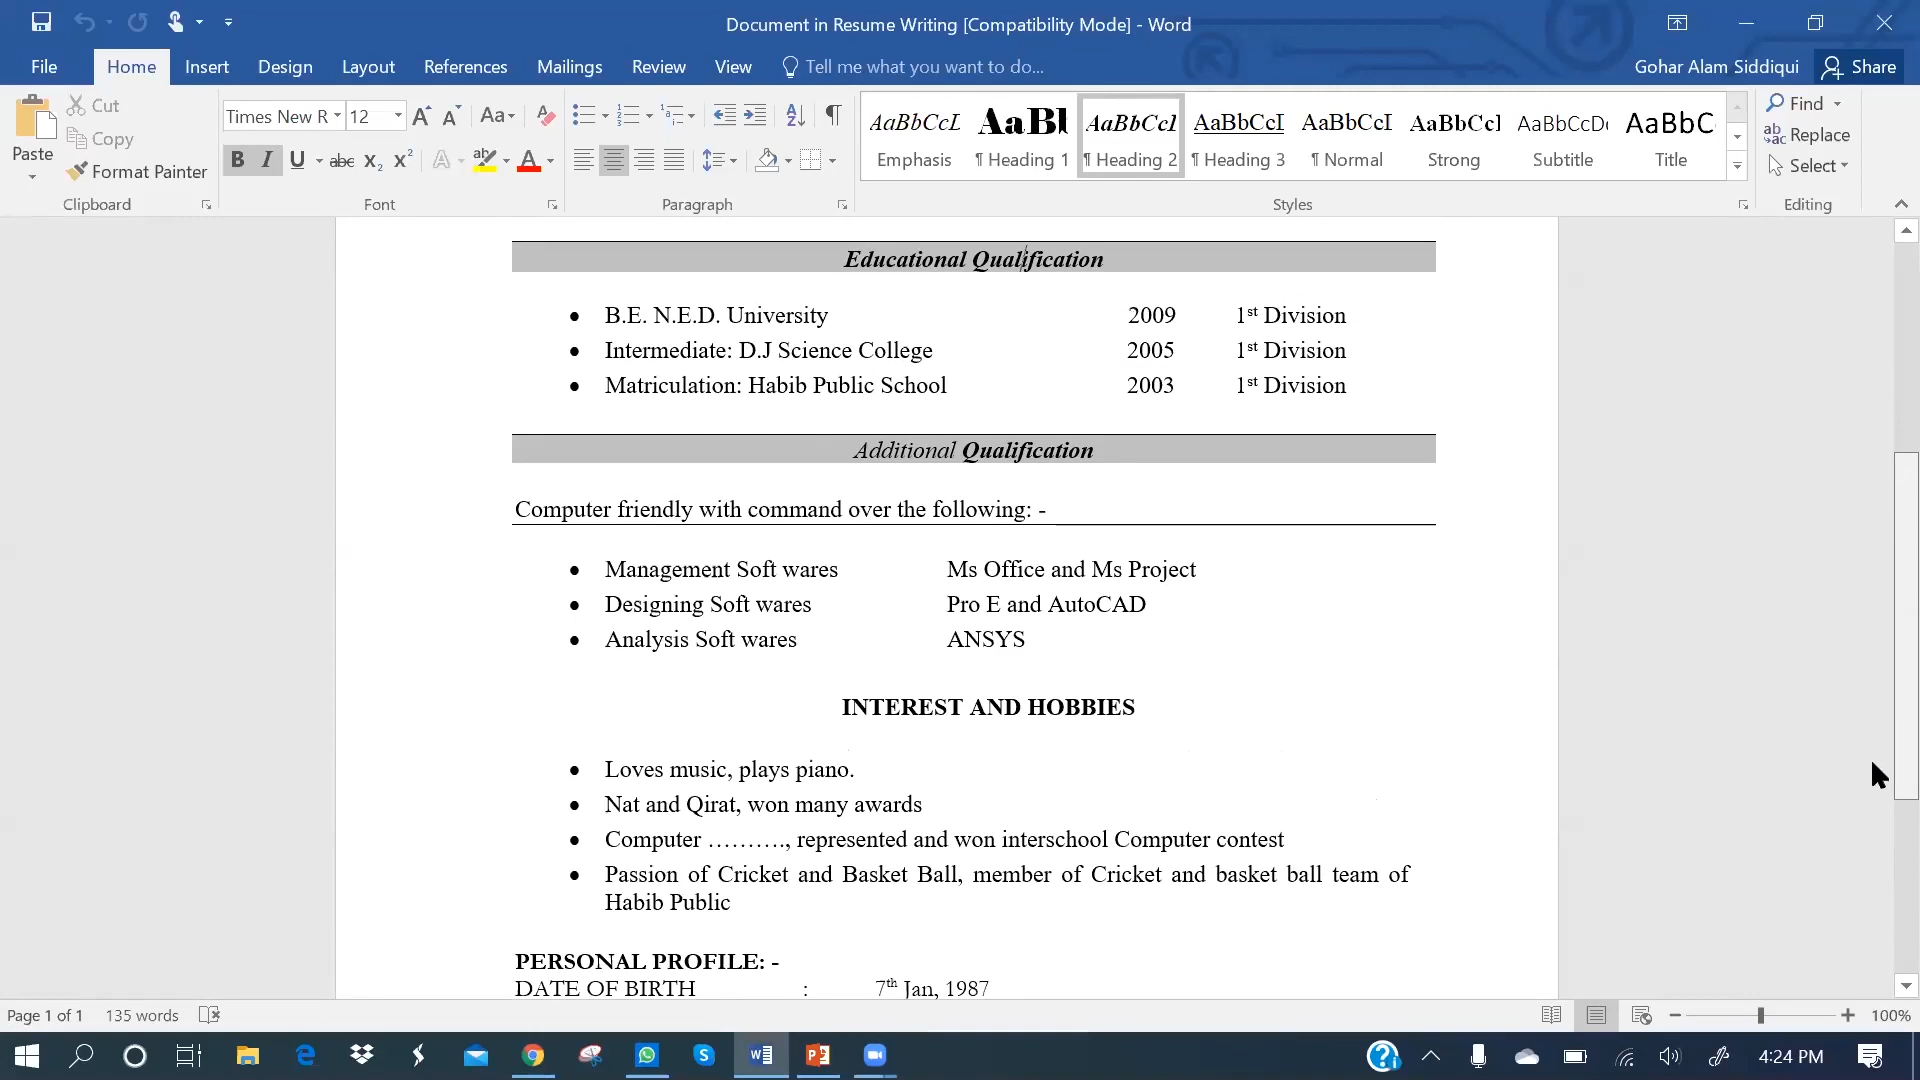 Document in Resume Writing [Compatibility Mode] - Word
File Home Insert Design Layout References Mailings Review View Tell me what you want to do... Gohar Alam Siddiqui Share
Paste
Cut
Copy
Format Painter
Clipboard
Times New R 12
Font
Paragraph
AaBbCcL AaBl AaBbCcl AaBbCcI AaBbCcI AaBbCcl AaBbCcDc AaBbC
Emphasis ¶ Heading 1 ¶ Heading 2 ¶ Heading 3 ¶ Normal Strong Subtitle Title
Styles
Find
Replace
Select
Editing
Educational Qualification
• B.E. N.E.D. University 2009 1st Division
• Intermediate: D.J Science College 2005 1st Division
• Matriculation: Habib Public School 2003 1st Division
Additional Qualification
Computer friendly with command over the following: -
• Management Soft wares Ms Office and Ms Project
• Designing Soft wares Pro E and AutoCAD
• Analysis Soft wares ANSYS
INTEREST AND HOBBIES
• Loves music, plays piano.
• Nat and Qirat, won many awards
• Computer ………., represented and won interschool Computer contest
• Passion of Cricket and Basket Ball, member of Cricket and basket ball team of
Habib Public
PERSONAL PROFILE: -
DATE OF BIRTH : 7th Jan, 1987
Page 1 of 1 135 words 100%
4:24 PM